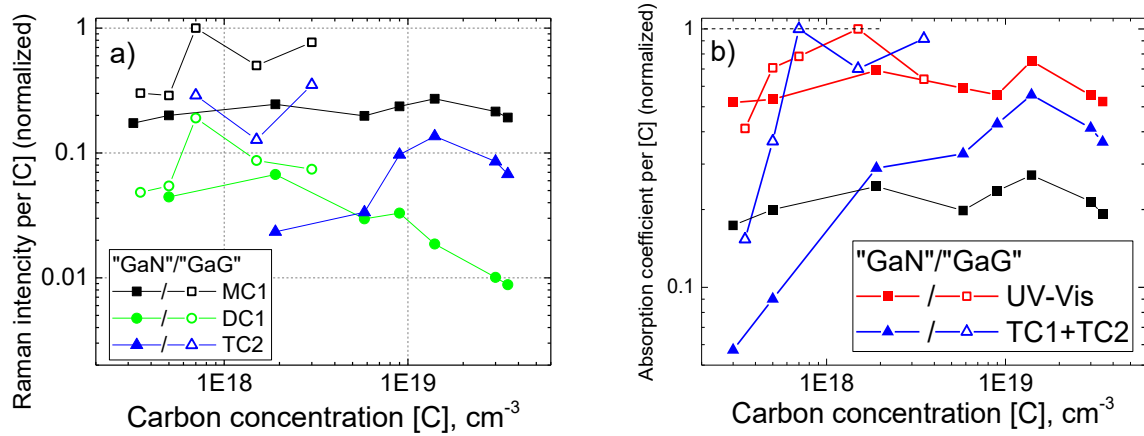 a)
Raman intencity per [C] (normalized)
1
0.1
0.01
"GaN"/"GaG"
/ MC1
/ DC1
/ TC2
1E18 1E19
Carbon concentration [C], cm-3
b)
Absorption coefficient per [C] (normalized)
1
0.1
"GaN"/"GaG"
/ UV-Vis
/ TC1+TC2
1E18 1E19
Carbon concentration [C], cm-3